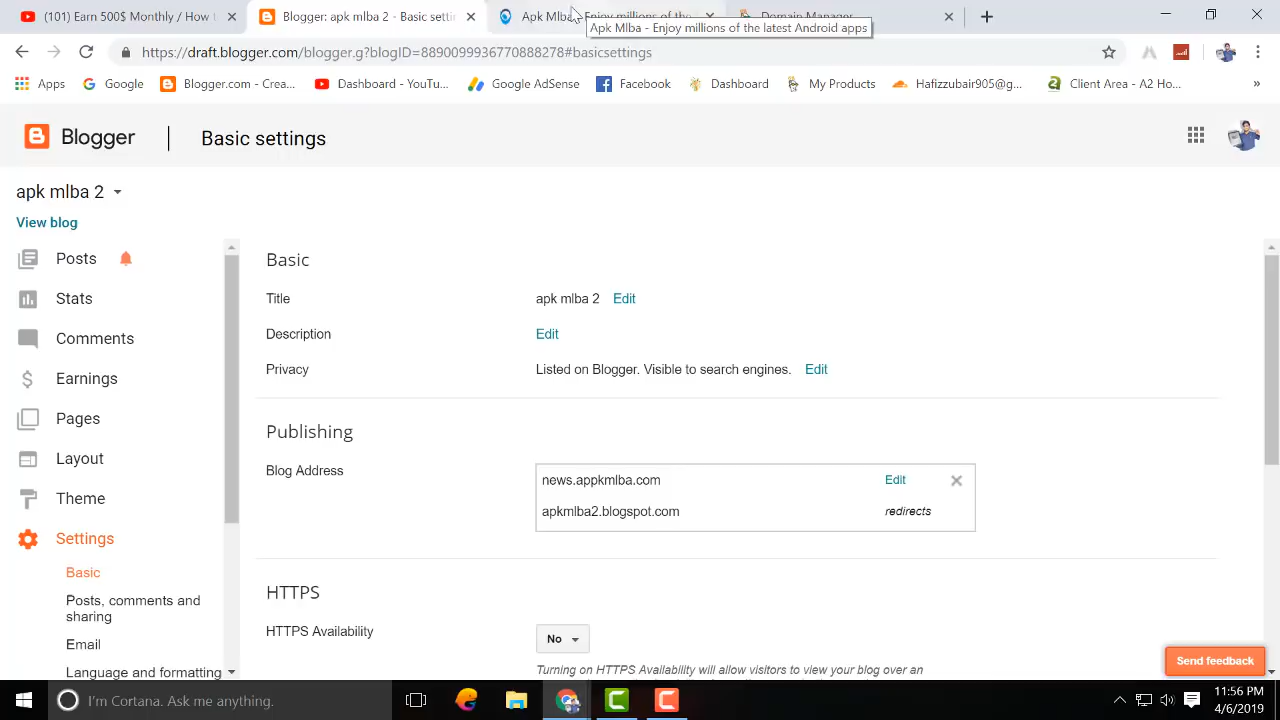 (10) Earn 500$ Monthly / How t
Blogger: apk mlba 2 - Basic setti
Apk Mlba
Apk Mlba - Enjoy millions of the latest Android apps
https://draft.blogger.com/blogger.g?blogID=8890099936770888278#basicsettings
Apps
Google
Blogger.com - Crea...
Dashboard - YouTu...
Google AdSense
Facebook
Dashboard
My Products
Hafizzubair905@g...
Client Area - A2 Ho...
»
Blogger
Basic settings
apk mlba 2
View blog
Posts
Stats
Comments
Earnings
Pages
Layout
Theme
Settings
Basic
Posts, comments and
sharing
Email
Language and formatting
Basic
Title
apk mlba 2 Edit
Description
Edit
Privacy
Listed on Blogger. Visible to search engines. Edit
Publishing
Blog Address
news.appkmlba.com Edit
apkmlba2.blogspot.com redirects
HTTPS
HTTPS Availability
No
Turning on HTTPS Availability will allow visitors to view your blog over an
Send feedback
I'm Cortana. Ask me anything.
11:56 PM
4/6/2019